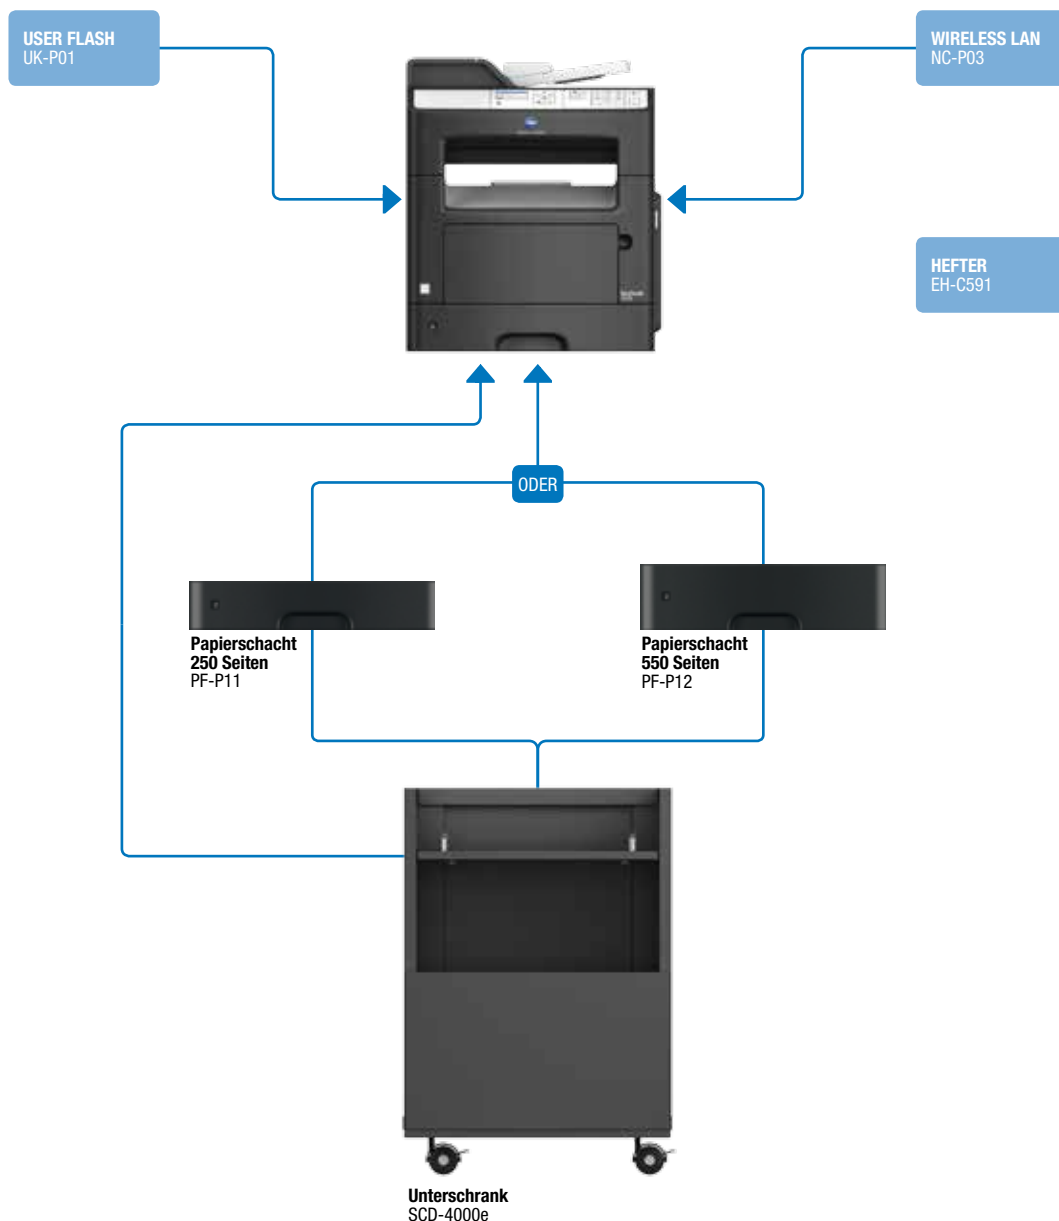 USER FLASH
UK-P01
WIRELESS LAN
NC-P03
HEFTER
EH-C591
ODER
Papierschacht
250 Seiten
PF-P11
Papierschacht
550 Seiten
PF-P12
Unterschrank
SCD-4000e